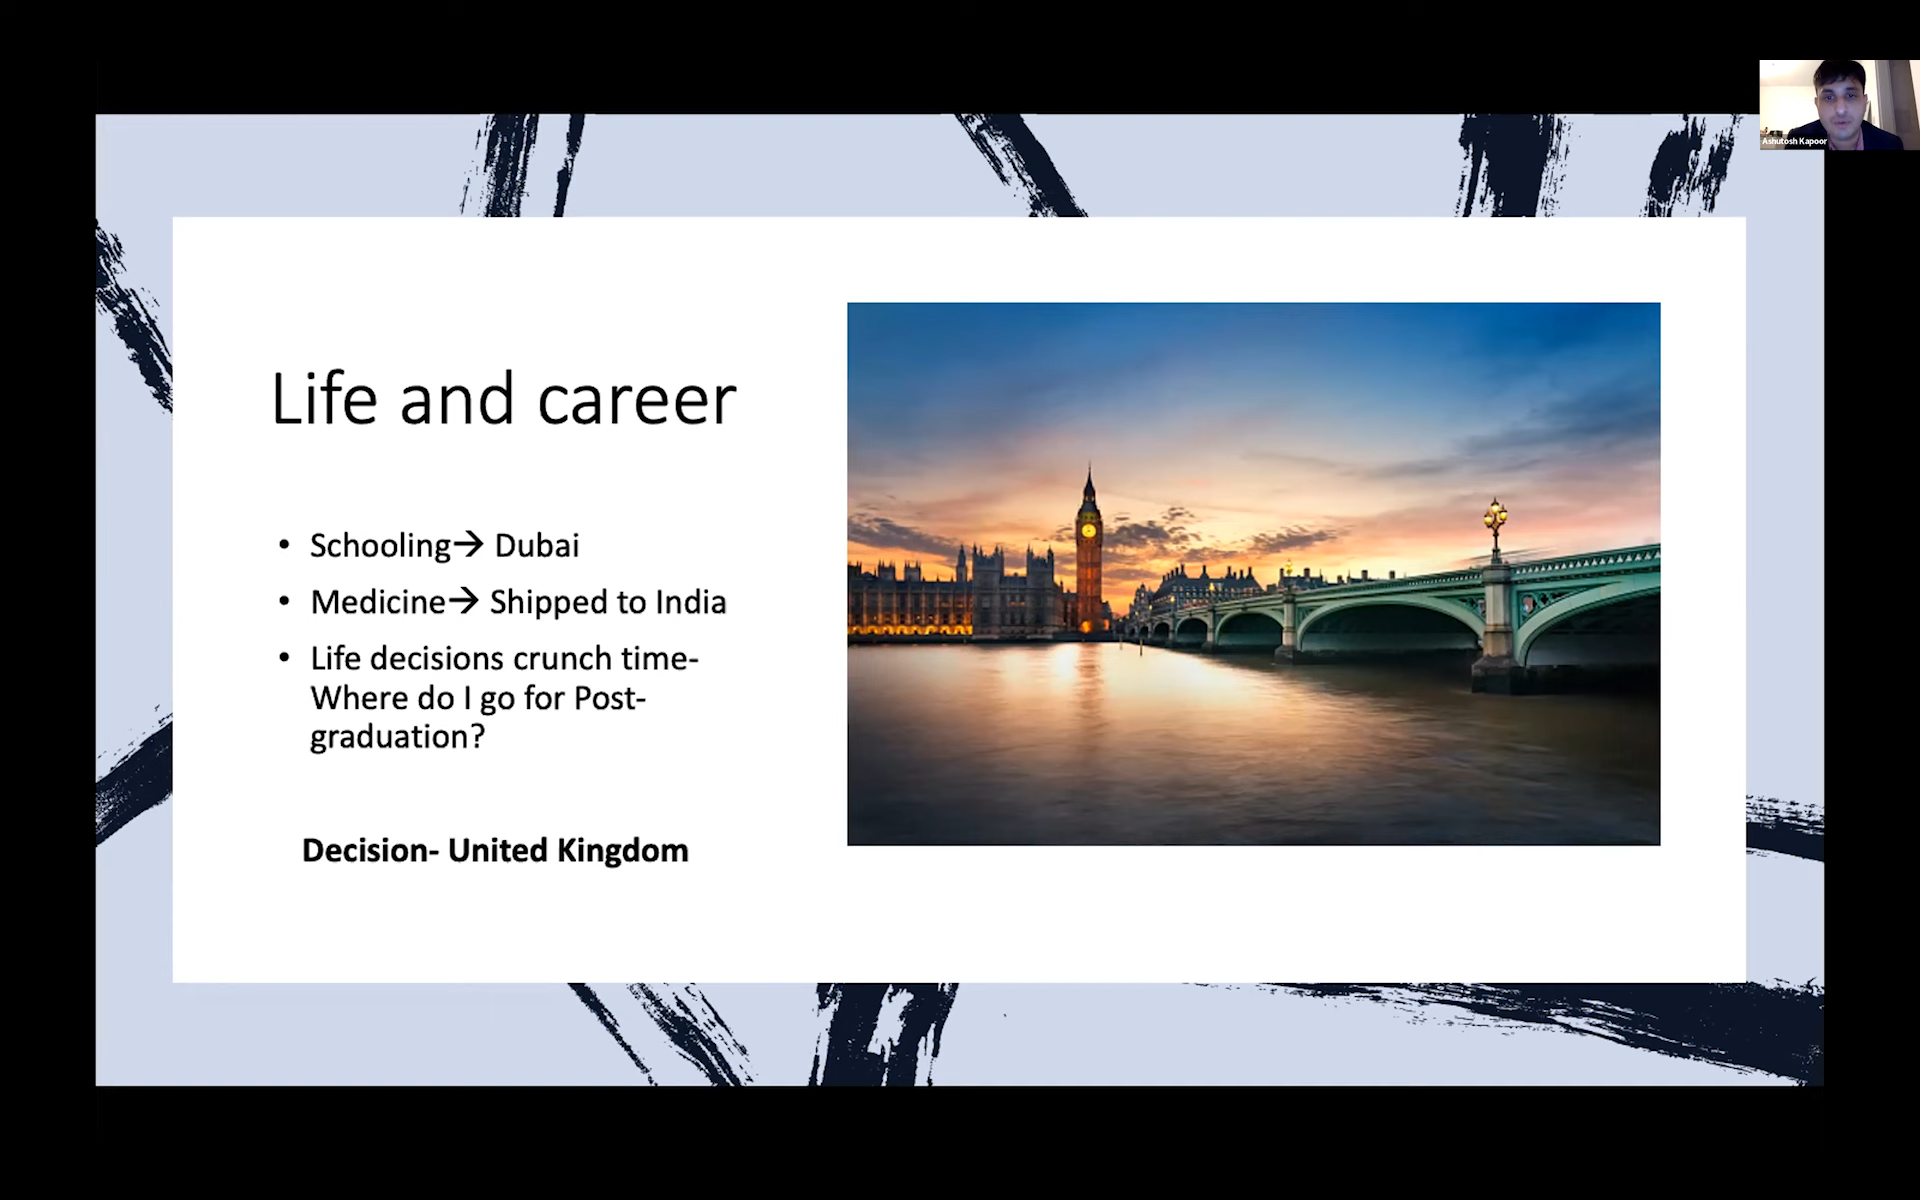 Ashutosh Kapoor
Life and career
• Schooling→ Dubai
• Medicine→ Shipped to India
• Life decisions crunch time-
Where do I go for Post-
graduation?
Decision- United Kingdom